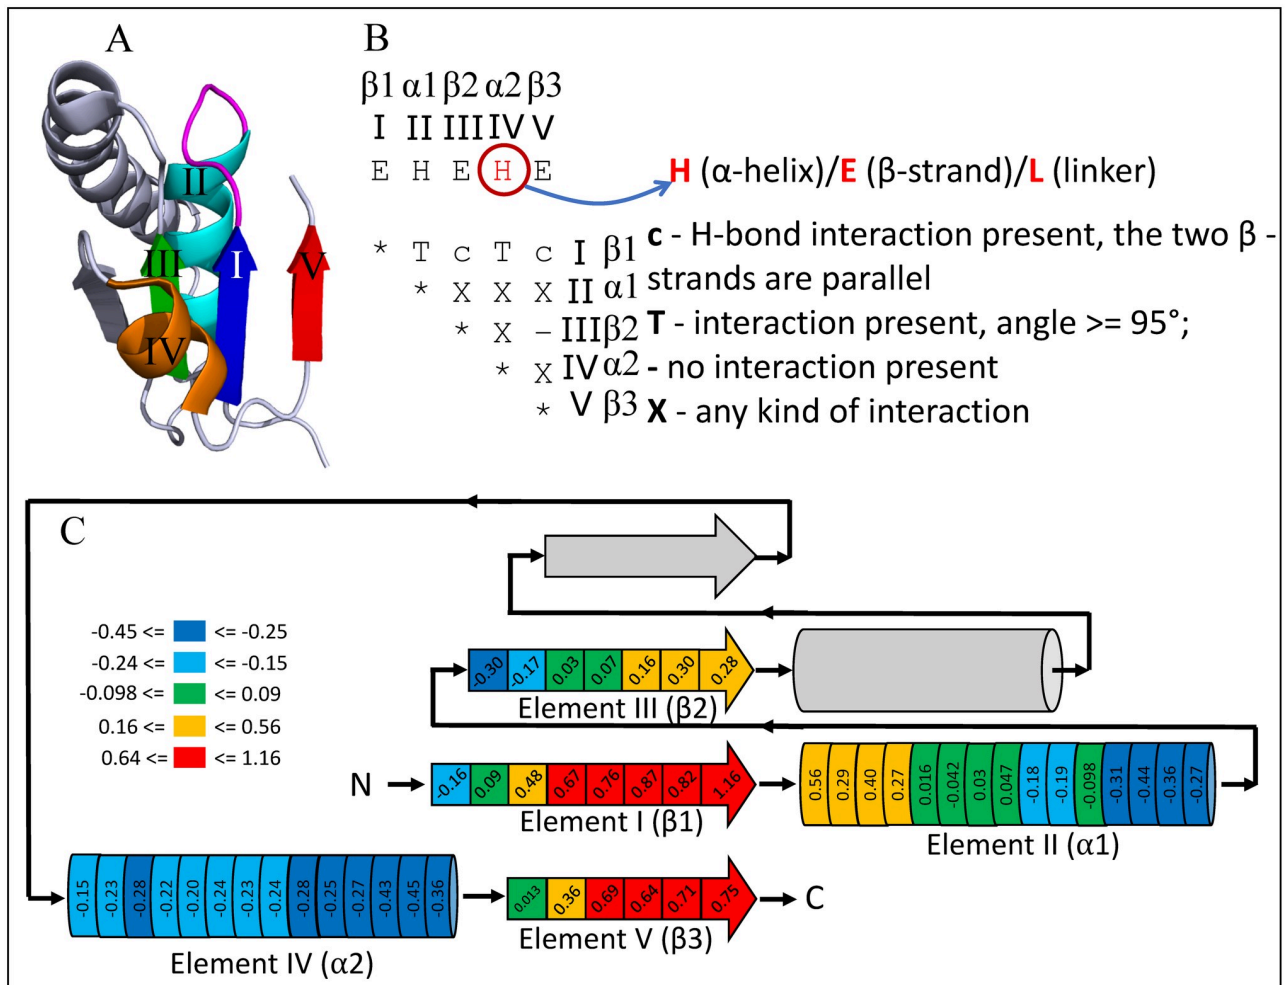 A
II
III
I
V
IV
B
β1 α1 β2 α2 β3
I II III IV V
E H E H E
H (α-helix)/E (β-strand)/L (linker)
* T c T c I β1
* X X X II α1
* X – III β2
* X IV α2
* V β3
c - H-bond interaction present, the two β -
strands are parallel
T - interaction present, angle >= 95°;
- no interaction present
X - any kind of interaction
C
-0.45 <= <= -0.25
-0.24 <= <= -0.15
-0.098 <= <= 0.09
0.16 <= <= 0.56
0.64 <= <= 1.16
-0.30 -0.17 0.03 0.07 0.16 0.30 0.28
Element III (β2)
N
-0.16 0.09 0.48 0.67 0.76 0.87 0.82 1.16
Element I (β1)
0.56 0.29 0.40 0.27 0.016 -0.042 0.03 0.047 -0.18 -0.19 -0.098 -0.31 -0.44 -0.36 -0.27
Element II (α1)
-0.15 -0.23 -0.28 -0.22 -0.20 -0.24 -0.23 -0.24 -0.28 -0.25 -0.27 -0.43 -0.45 -0.36
Element IV (α2)
0.013 0.36 0.69 0.64 0.71 0.75
C
Element V (β3)